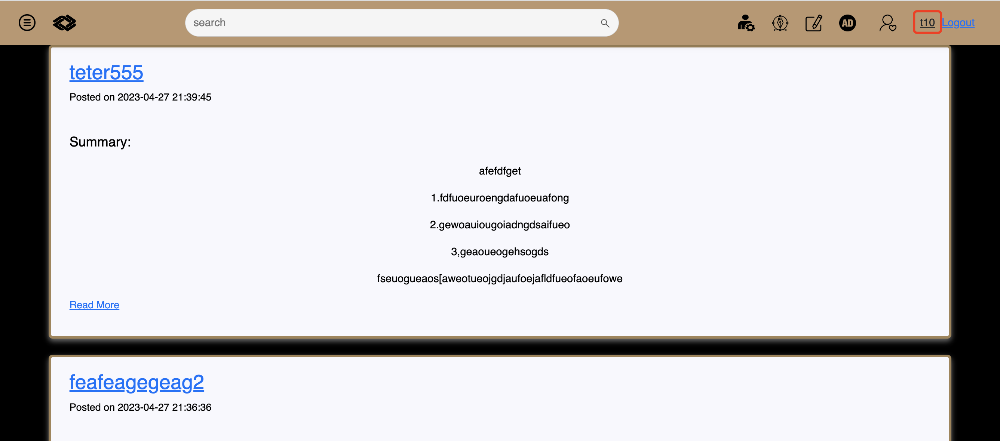 search
AD
t10 Logout
teter555
Posted on 2023-04-27 21:39:45
Summary:
afefdfget
1.fdfuoeuroengdafuoeuafong
2.gewoauiougoiadngdsaifueo
3,geaoueogehsogds
fseuogueaos[aweotueojgdjaufoejafldfueofaoeufowe
Read More
feafeagegeag2
Posted on 2023-04-27 21:36:36